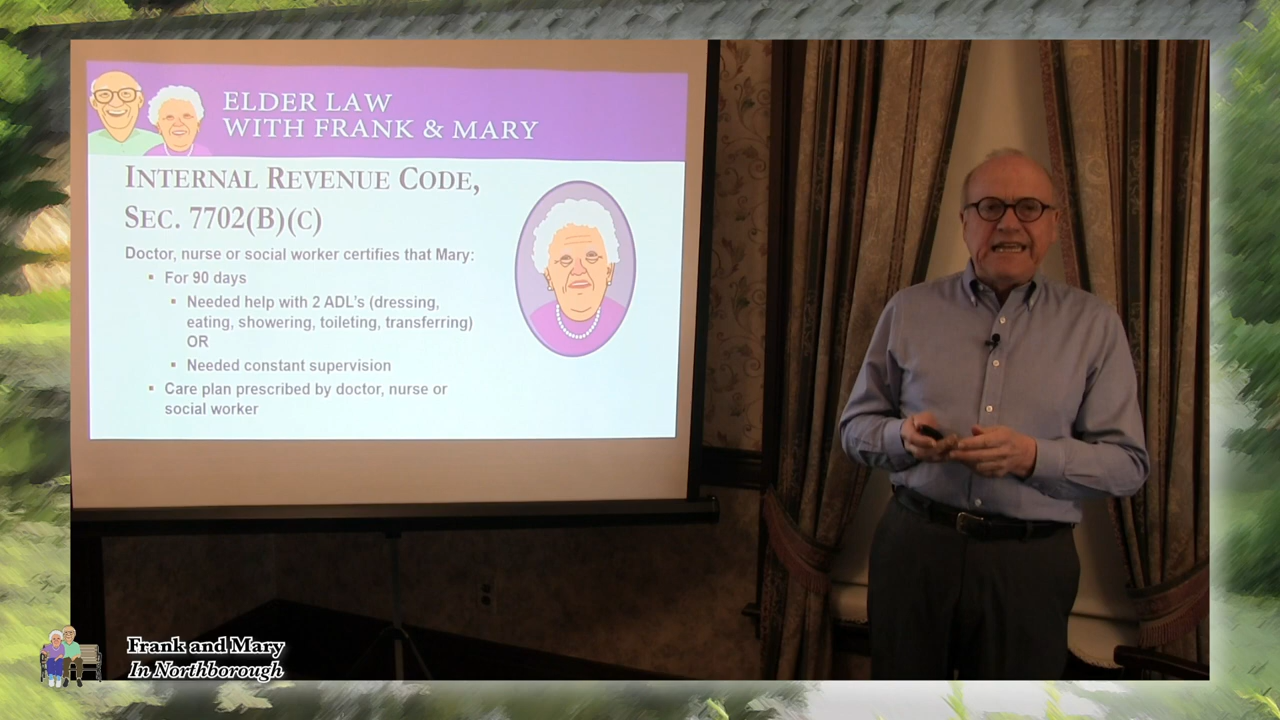 ELDER LAW
WITH FRANK & MARY
INTERNAL REVENUE CODE,
SEC. 7702(B)(C)
Doctor, nurse or social worker certifies that Mary:
▪ For 90 days
▪ Needed help with 2 ADL's (dressing,
eating, showering, toileting, transferring)
OR
▪ Needed constant supervision
▪ Care plan prescribed by doctor, nurse or
social worker
Frank and Mary
In Northborough